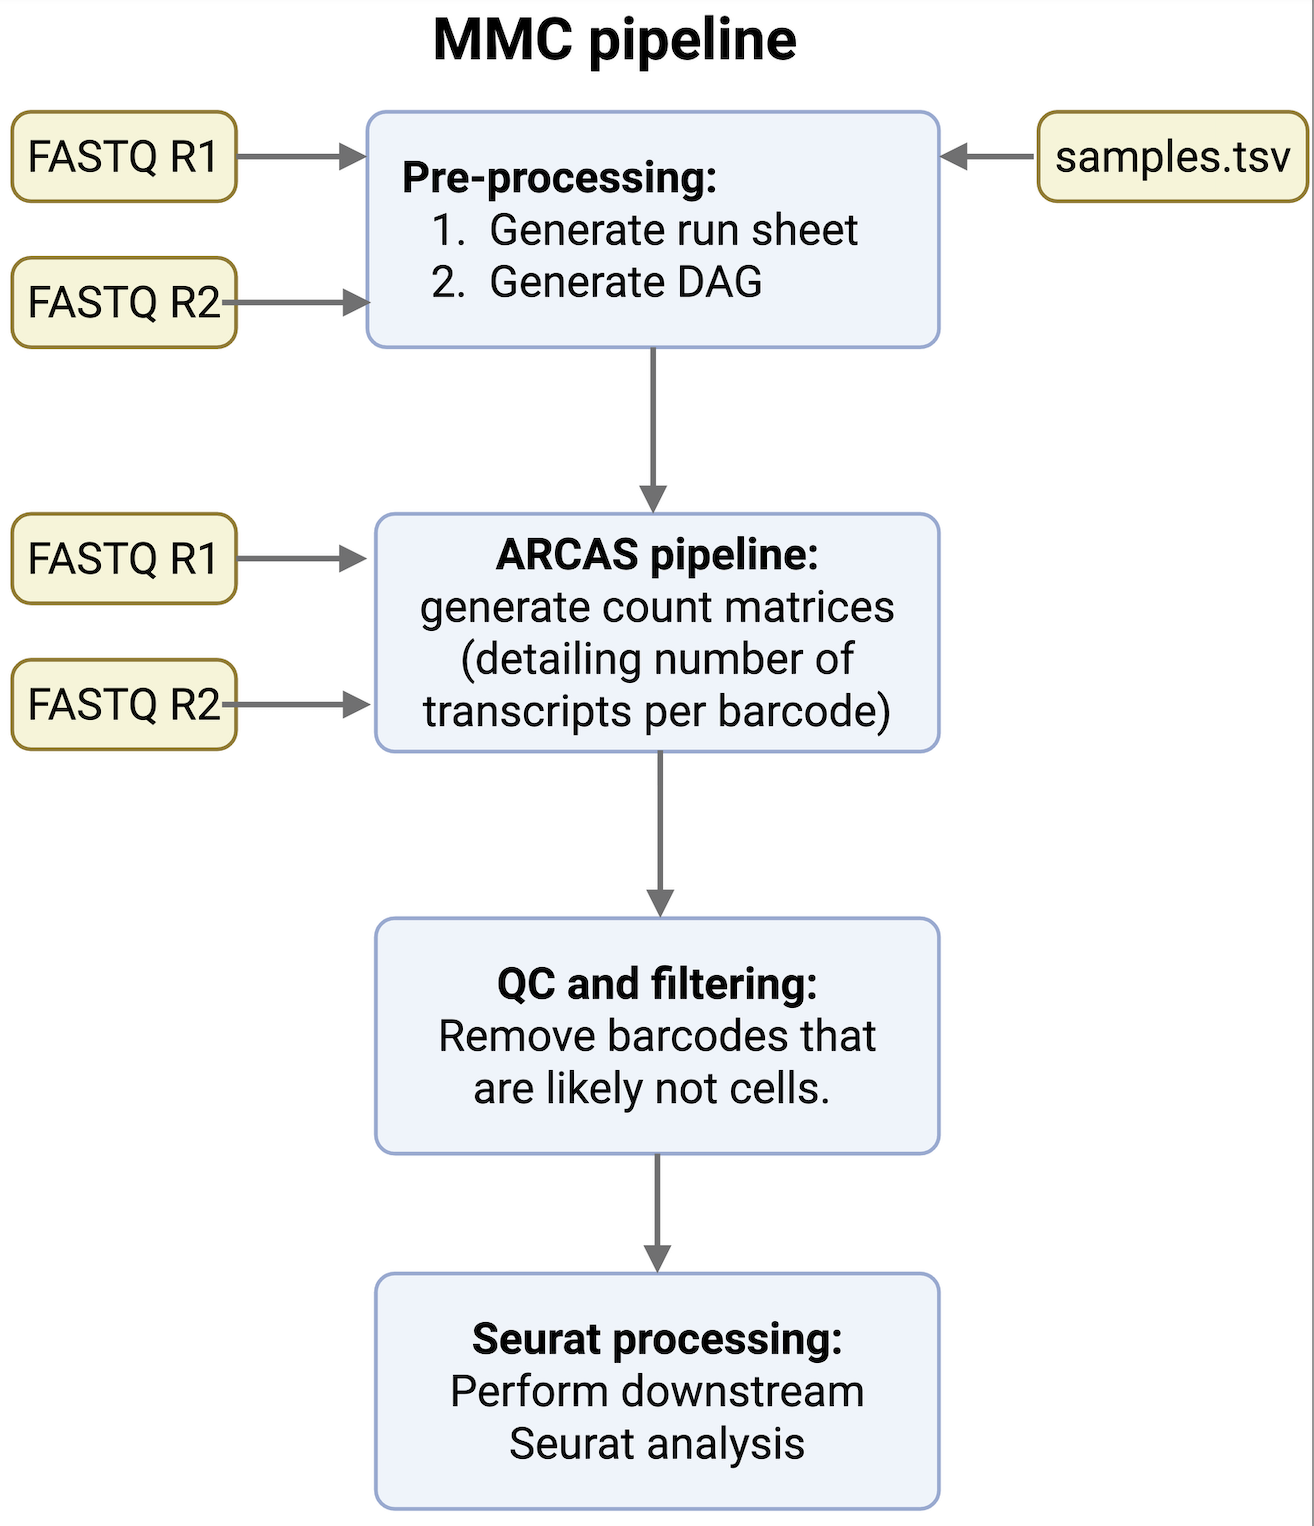 MMC pipeline
FASTQ R1
samples.tsv
Pre-processing:
1. Generate run sheet
2. Generate DAG
FASTQ R2
FASTQ R1
ARCAS pipeline:
generate count matrices
(detailing number of
transcripts per barcode)
FASTQ R2
QC and filtering:
Remove barcodes that
are likely not cells.
Seurat processing:
Perform downstream
Seurat analysis